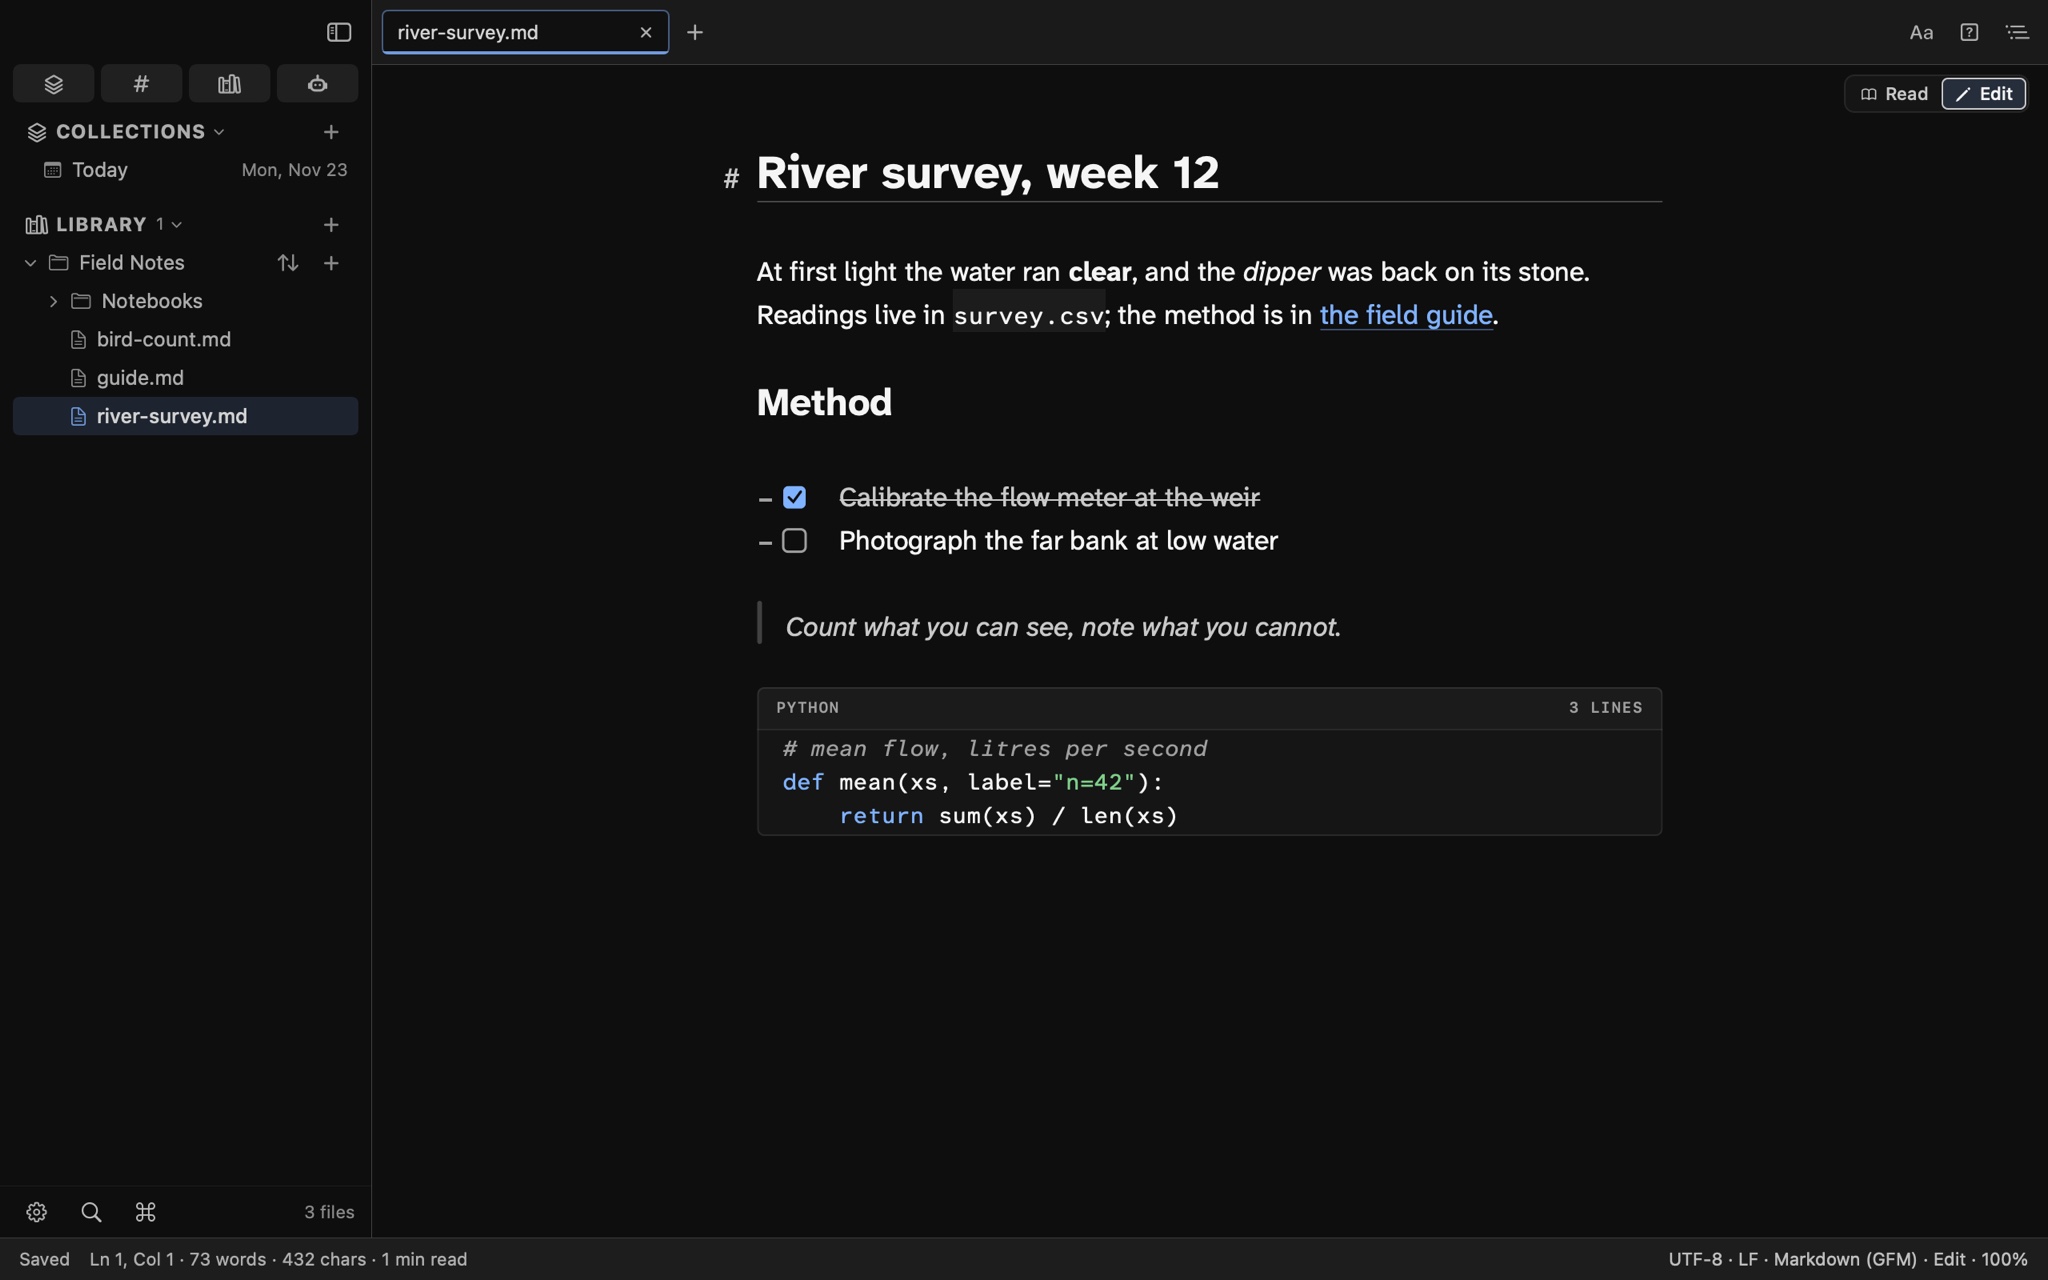 river-survey.md
Aa
Read
Edit
#
COLLECTIONS
Today Mon, Nov 23
LIBRARY 1
Field Notes
Notebooks
bird-count.md
guide.md
river-survey.md
# River survey, week 12
At first light the water ran clear, and the dipper was back on its stone.
Readings live in survey.csv; the method is in the field guide.
Method
– Calibrate the flow meter at the weir
– Photograph the far bank at low water
Count what you can see, note what you cannot.
PYTHON 3 LINES
# mean flow, litres per second
def mean(xs, label="n=42"):
    return sum(xs) / len(xs)
3 files
Saved Ln 1, Col 1 · 73 words · 432 chars · 1 min read
UTF-8 · LF · Markdown (GFM) · Edit · 100%